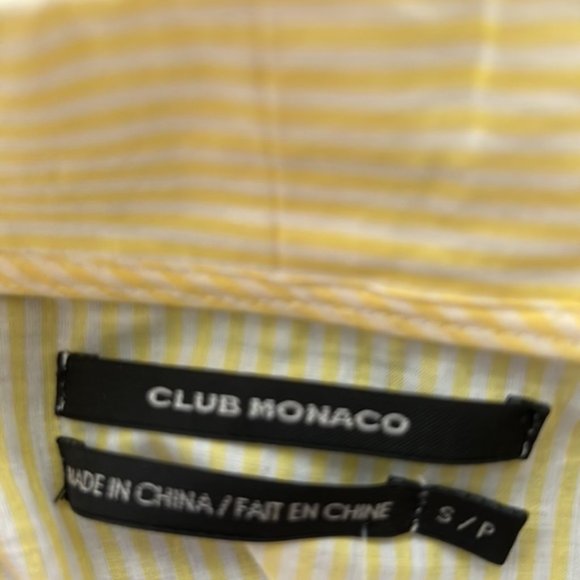 CLUB MONACO
MADE IN CHINA / FAIT EN CHINE
S / P